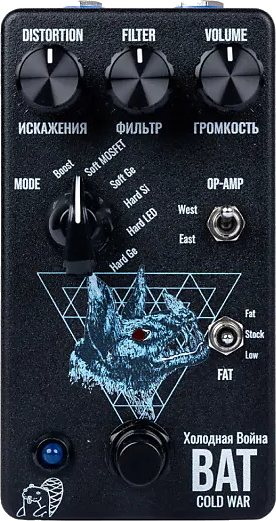 DISTORTION FILTER VOLUME
ИСКАЖЕНИЯ ФИЛЬТР ГРОМКОСТЬ
MODE
Boost
Soft MOSFET
Soft Ge
Hard Si
Hard LED
Hard Ge
OP-AMP
West
East
Fat
Stock
Low
FAT
Холодная Война
BAT
COLD WAR